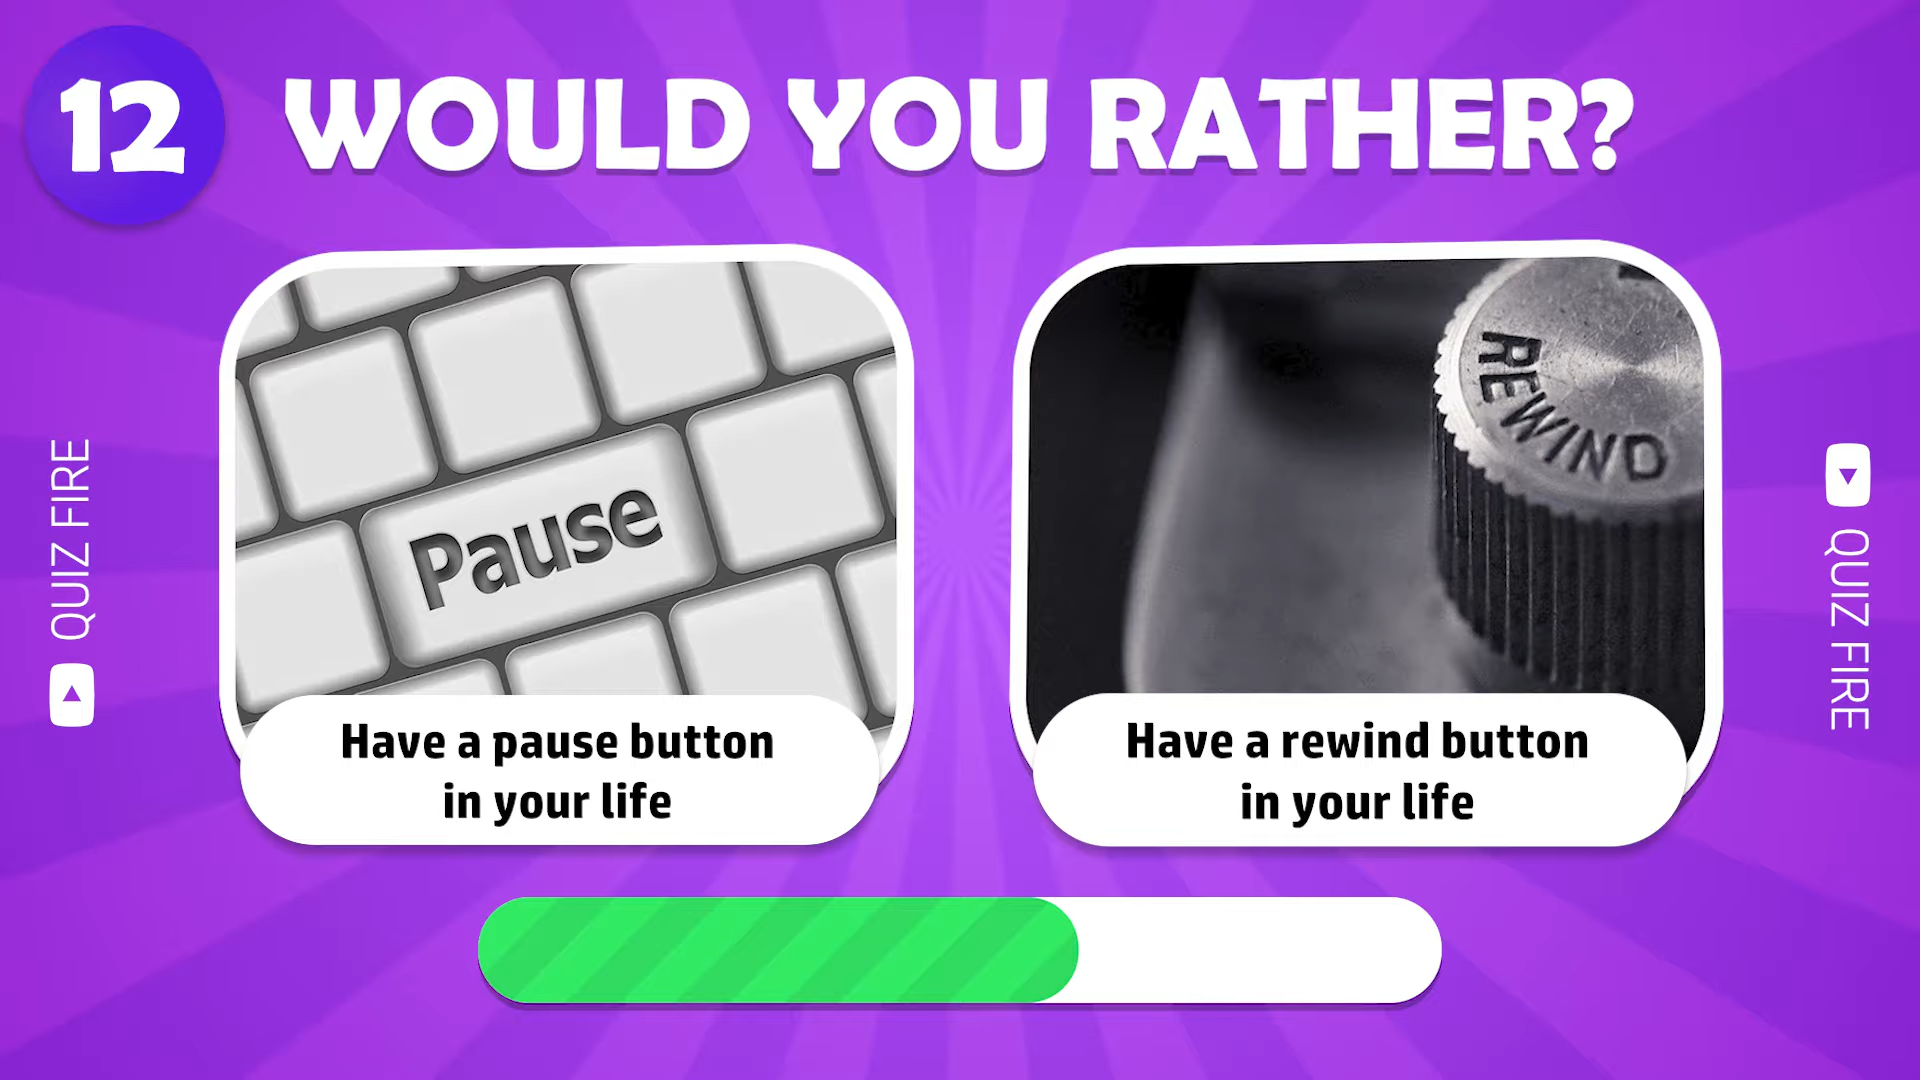 12
WOULD YOU RATHER?
QUIZ FIRE
Pause
REWIND
QUIZ FIRE
Have a pause button
in your life
Have a rewind button
in your life